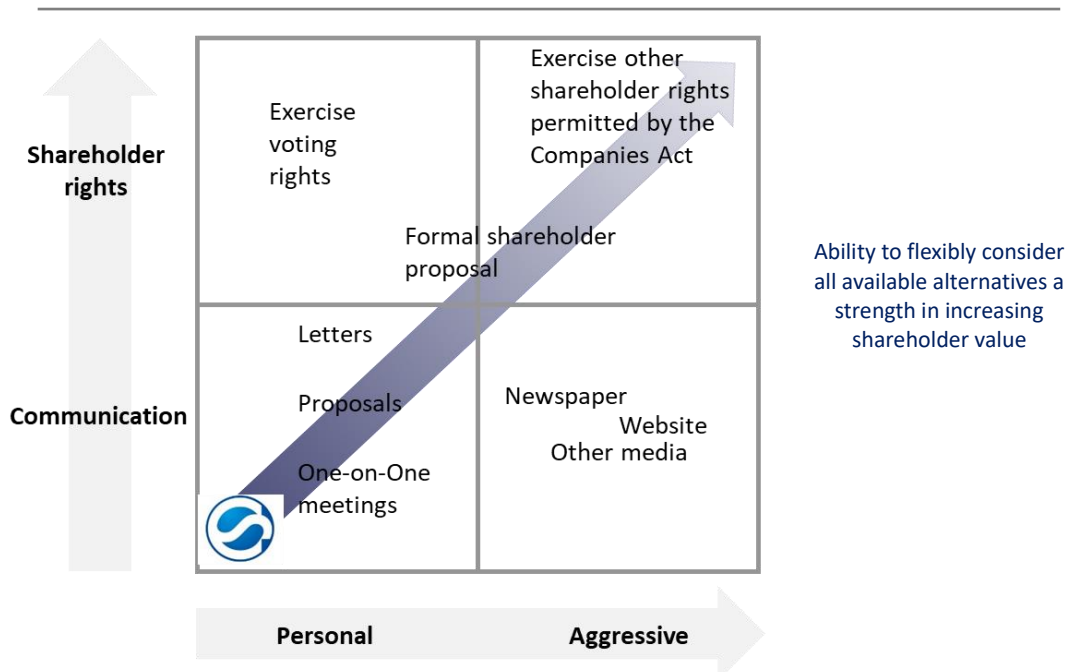 Exercise other
shareholder rights
permitted by the
Companies Act
Exercise
voting
rights
Shareholder
rights
Formal shareholder
proposal
Ability to flexibly consider
all available alternatives a
strength in increasing
shareholder value
Letters
Proposals
One-on-One
meetings
Communication
Newspaper
Website
Other media
Personal
Aggressive